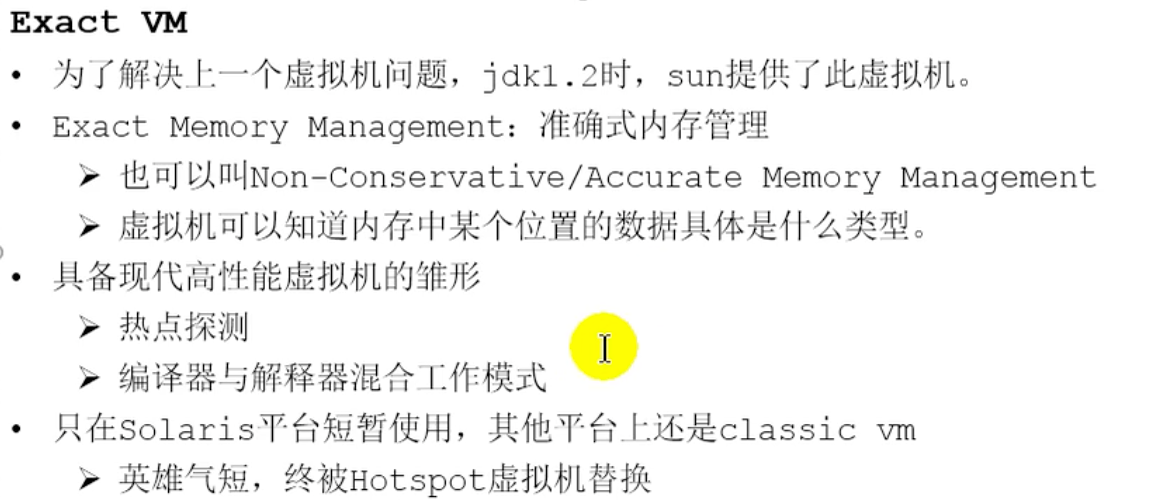 Exact VM
• 为了解决上一个虚拟机问题，jdk1.2时，sun提供了此虚拟机。
• Exact Memory Management：准确式内存管理
➢ 也可以叫Non-Conservative/Accurate Memory Management
➢ 虚拟机可以知道内存中某个位置的数据具体是什么类型。
• 具备现代高性能虚拟机的雏形
➢ 热点探测
➢ 编译器与解释器混合工作模式
• 只在Solaris平台短暂使用，其他平台上还是classic vm
➢ 英雄气短，终被Hotspot虚拟机替换